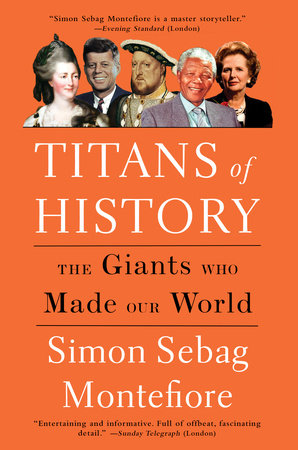 “Simon Sebag Montefiore is a master storyteller.”
—Evening Standard (London)
TITANS of
HISTORY
THE Giants WHO
Made OUR World
Simon Sebag
Montefiore
“Entertaining and informative. Full of offbeat, fascinating
detail.” —Sunday Telegraph (London)